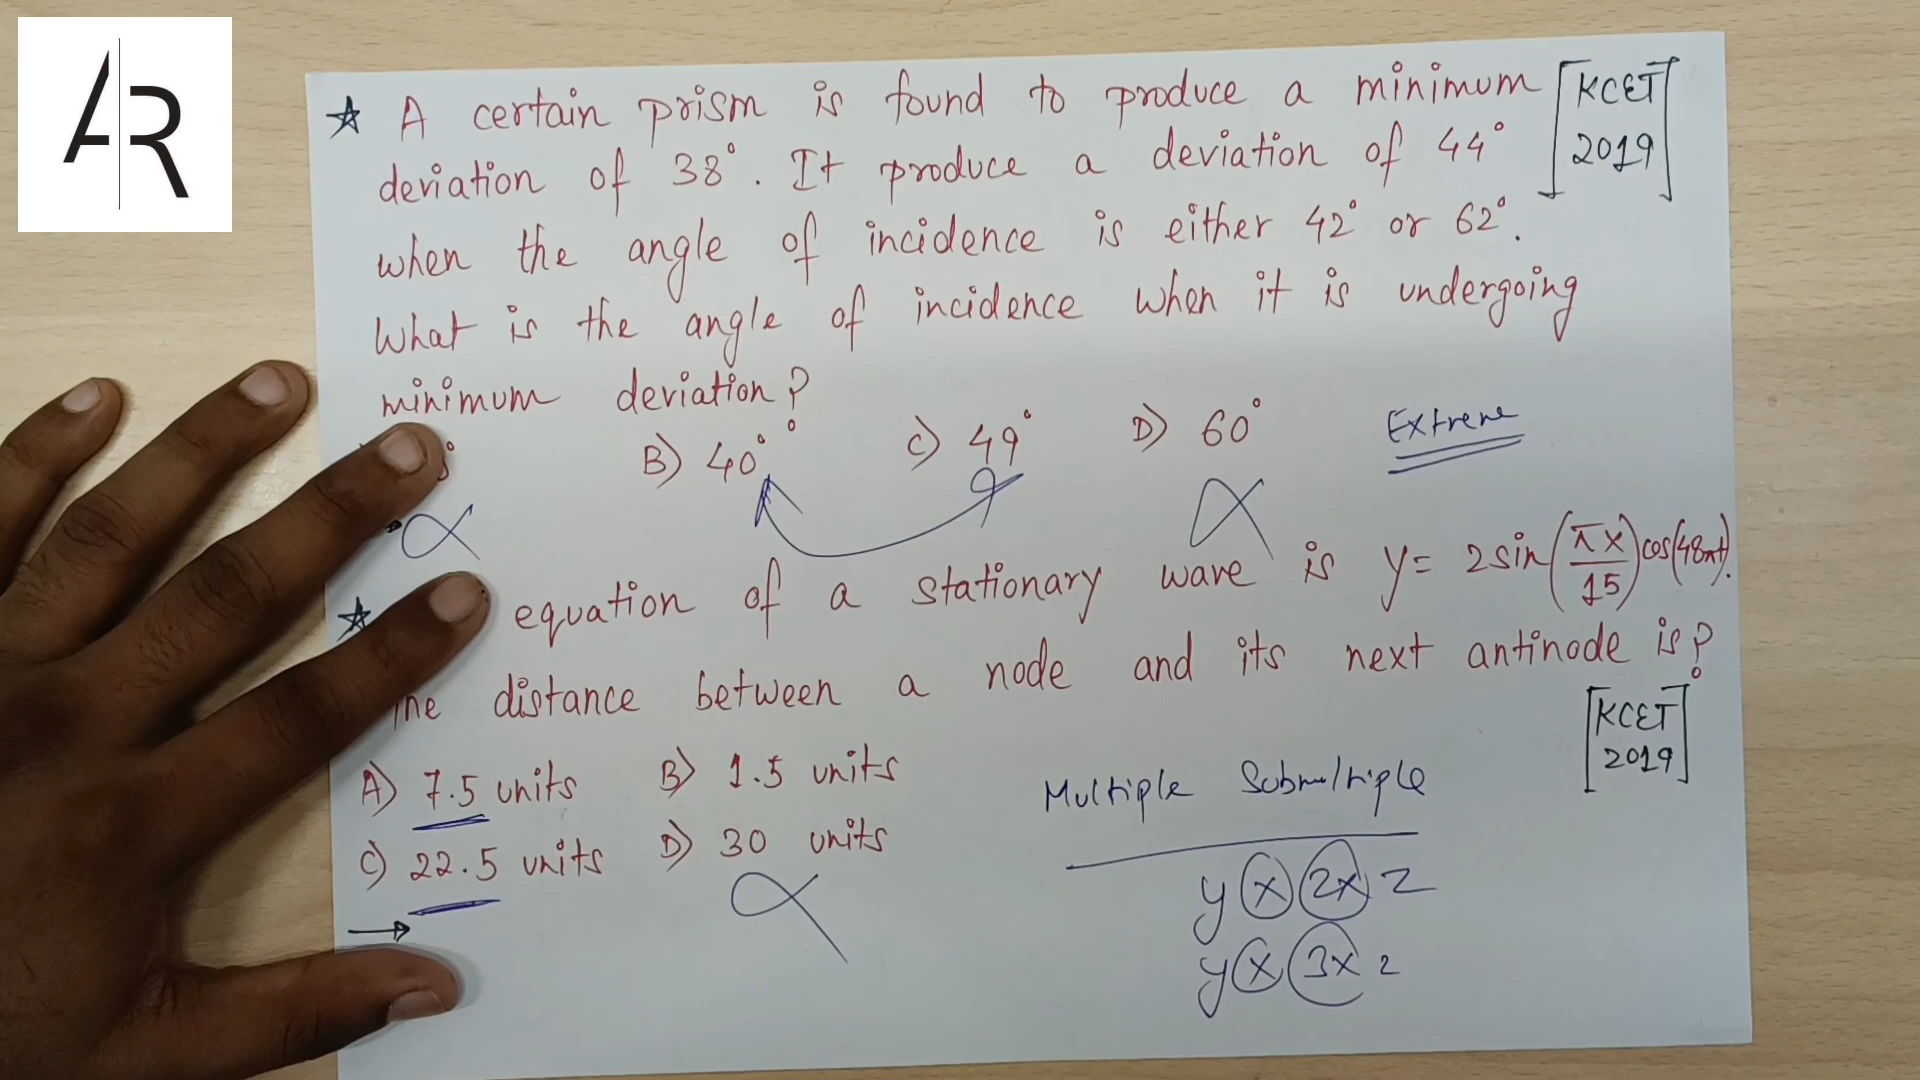 AR
A certain prism is found to produce a minimum [KCET
deviation of 38°. It produce a deviation of 44° 2019]
when the angle of incidence is either 42° or 62°.
What is the angle of incidence when it is undergoing
minimum deviation?
B) 40° C) 49° D) 60° Extreme
equation of a stationary wave is y = 2 sin(πx/15) cos(48πt).
distance between a node and its next antinode is?
[KCET
2019]
A) 7.5 units B) 1.5 units
Multiple Submultiple
C) 22.5 units D) 30 units
y x 2x z
y x 3x z